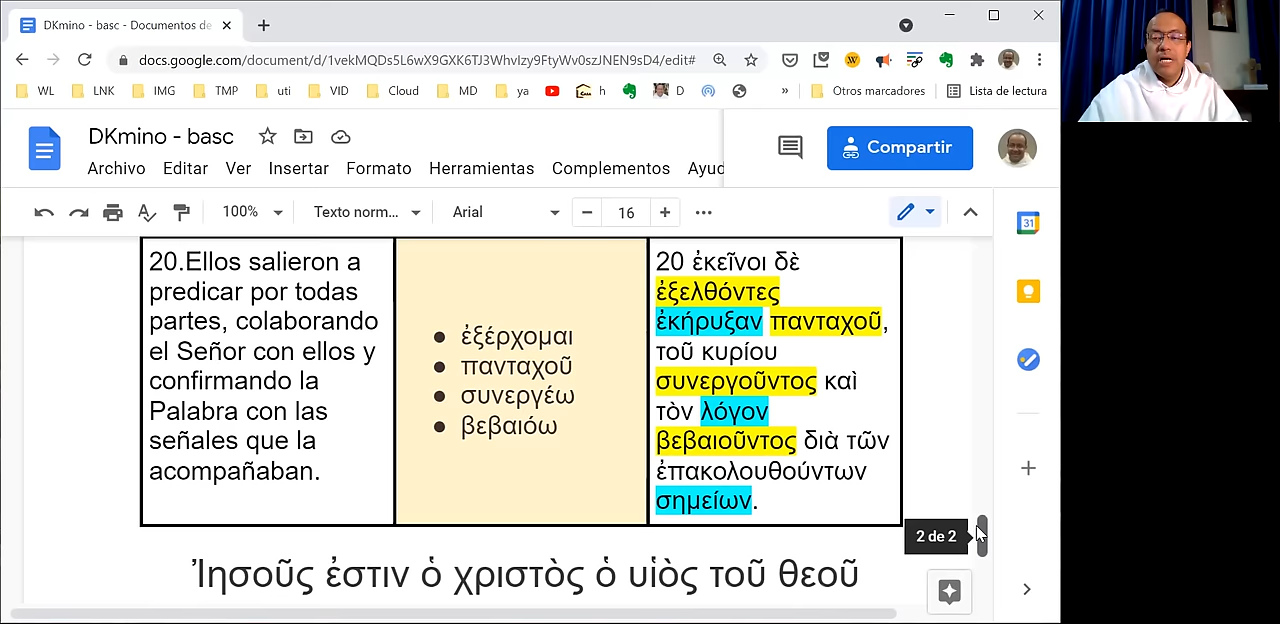 DKmino - basc - Documentos de
docs.google.com/document/d/1vekMQDs5L6wX9GXK6TJ3WhvIzy9FtyWv0szJNEN9sD4/edit#
WL LNK IMG TMP uti VID Cloud MD ya h D » Otros marcadores Lista de lectura
DKmino - basc
Archivo Editar Ver Insertar Formato Herramientas Complementos Ayud
Compartir
100% Texto norm... Arial 16
31
20.Ellos salieron a
predicar por todas
partes, colaborando
el Señor con ellos y
confirmando la
Palabra con las
señales que la
acompañaban.
ἐξέρχομαι
πανταχοῦ
συνεργέω
βεβαιόω
20 ἐκεῖνοι δὲ
ἐξελθόντες
ἐκήρυξαν πανταχοῦ,
τοῦ κυρίου
συνεργοῦντος καὶ
τὸν λόγον
βεβαιοῦντος διὰ τῶν
ἐπακολουθούντων
σημείων.
2 de 2
Ἰησοῦς ἐστιν ὁ χριστὸς ὁ υἱὸς τοῦ θεοῦ